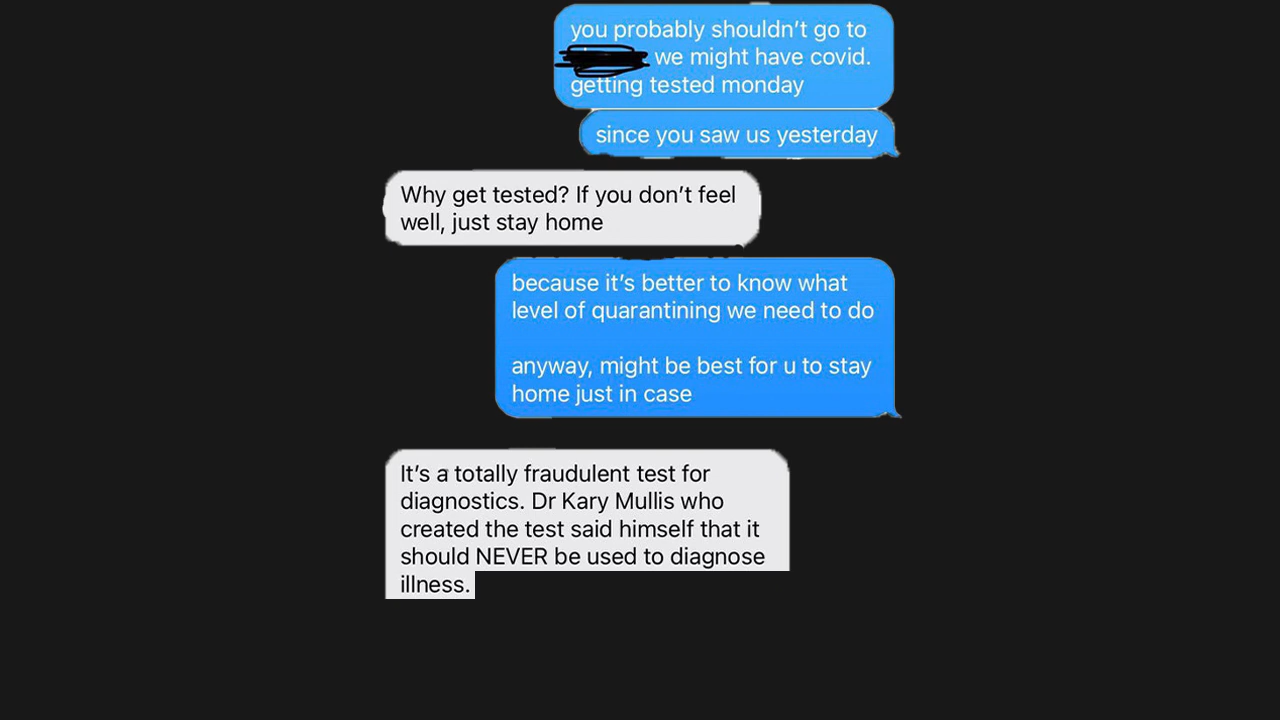 you probably shouldn’t go to
we might have covid.
getting tested monday
since you saw us yesterday
Why get tested? If you don’t feel
well, just stay home
because it’s better to know what
level of quarantining we need to do
anyway, might be best for u to stay
home just in case
It’s a totally fraudulent test for
diagnostics. Dr Kary Mullis who
created the test said himself that it
should NEVER be used to diagnose
illness.